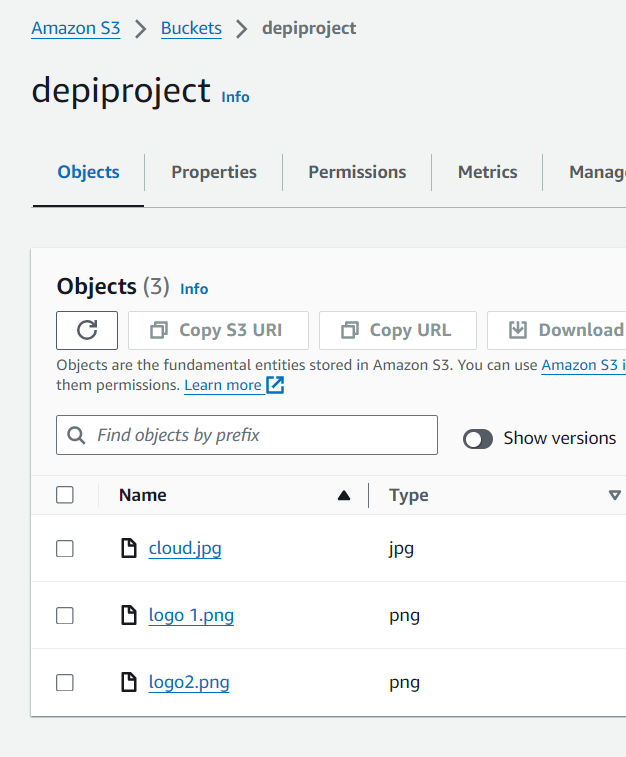 Amazon S3 > Buckets > depiproject
depiproject Info
Objects Properties Permissions Metrics
Objects (3) Info
Copy S3 URI Copy URL Download
Objects are the fundamental entities stored in Amazon S3. You can use Amazon S3
them permissions. Learn more
Find objects by prefix Show versions
Name Type
cloud.jpg jpg
logo 1.png png
logo2.png png